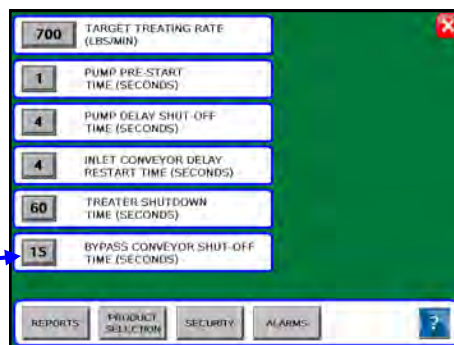 700 TARGET TREATING RATE
(LBS/MIN)
1 PUMP PRE-START
TIME (SECONDS)
4 PUMP DELAY SHUT-OFF
TIME (SECONDS)
4 INLET CONVEYOR DELAY
RESTART TIME (SECONDS)
60 TREATER SHUTDOWN
TIME (SECONDS)
15 BYPASS CONVEYOR SHUT-OFF
TIME (SECONDS)
REPORTS PRODUCT SELECTION SECURITY ALARMS ?